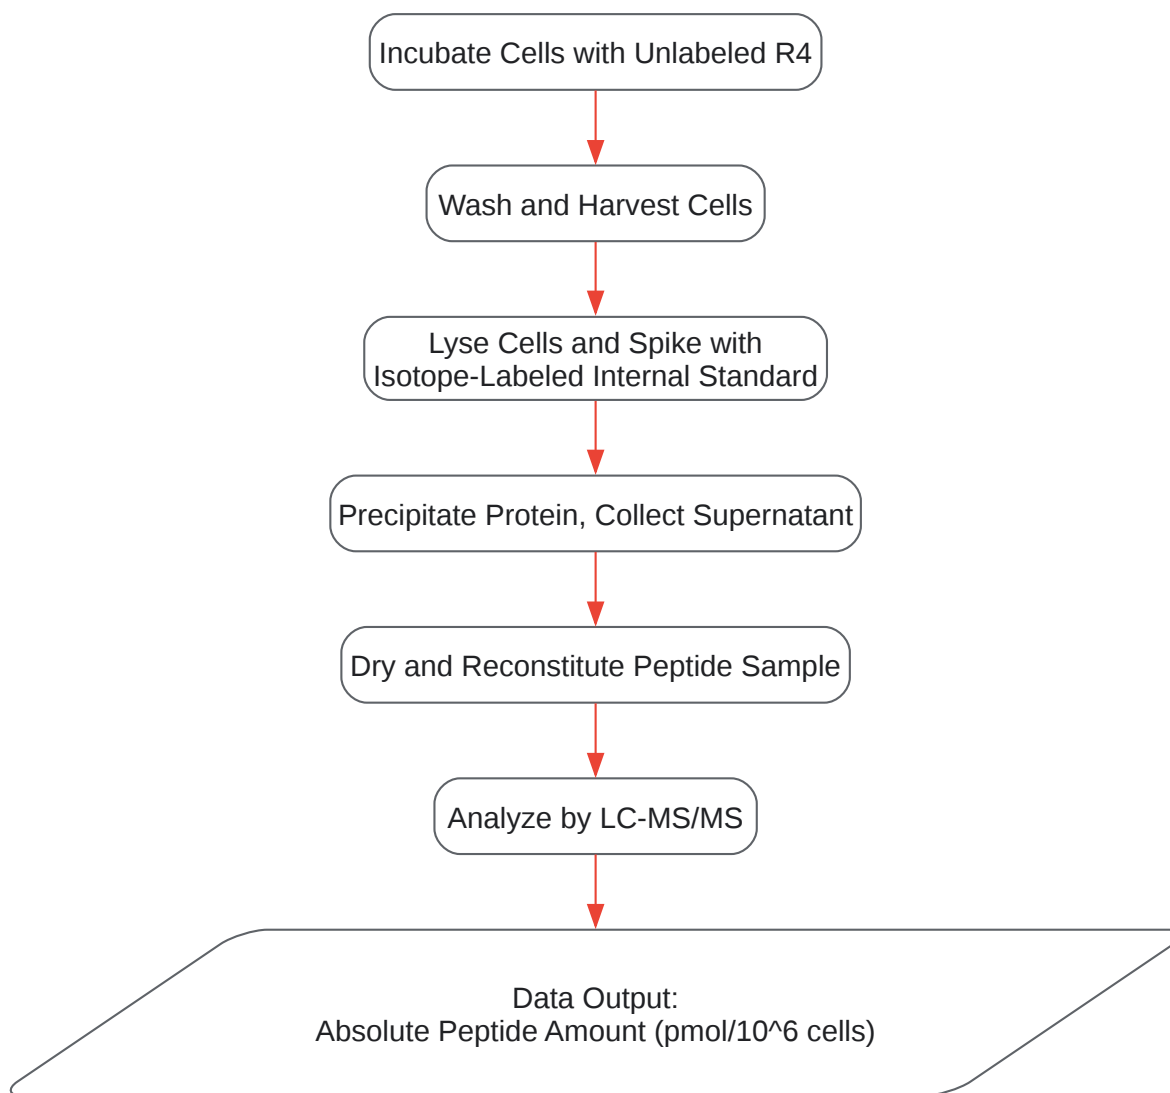 Incubate Cells with Unlabeled R4
Wash and Harvest Cells
Lyse Cells and Spike with
Isotope-Labeled Internal Standard
Precipitate Protein, Collect Supernatant
Dry and Reconstitute Peptide Sample
Analyze by LC-MS/MS
Data Output:
Absolute Peptide Amount (pmol/10^6 cells)